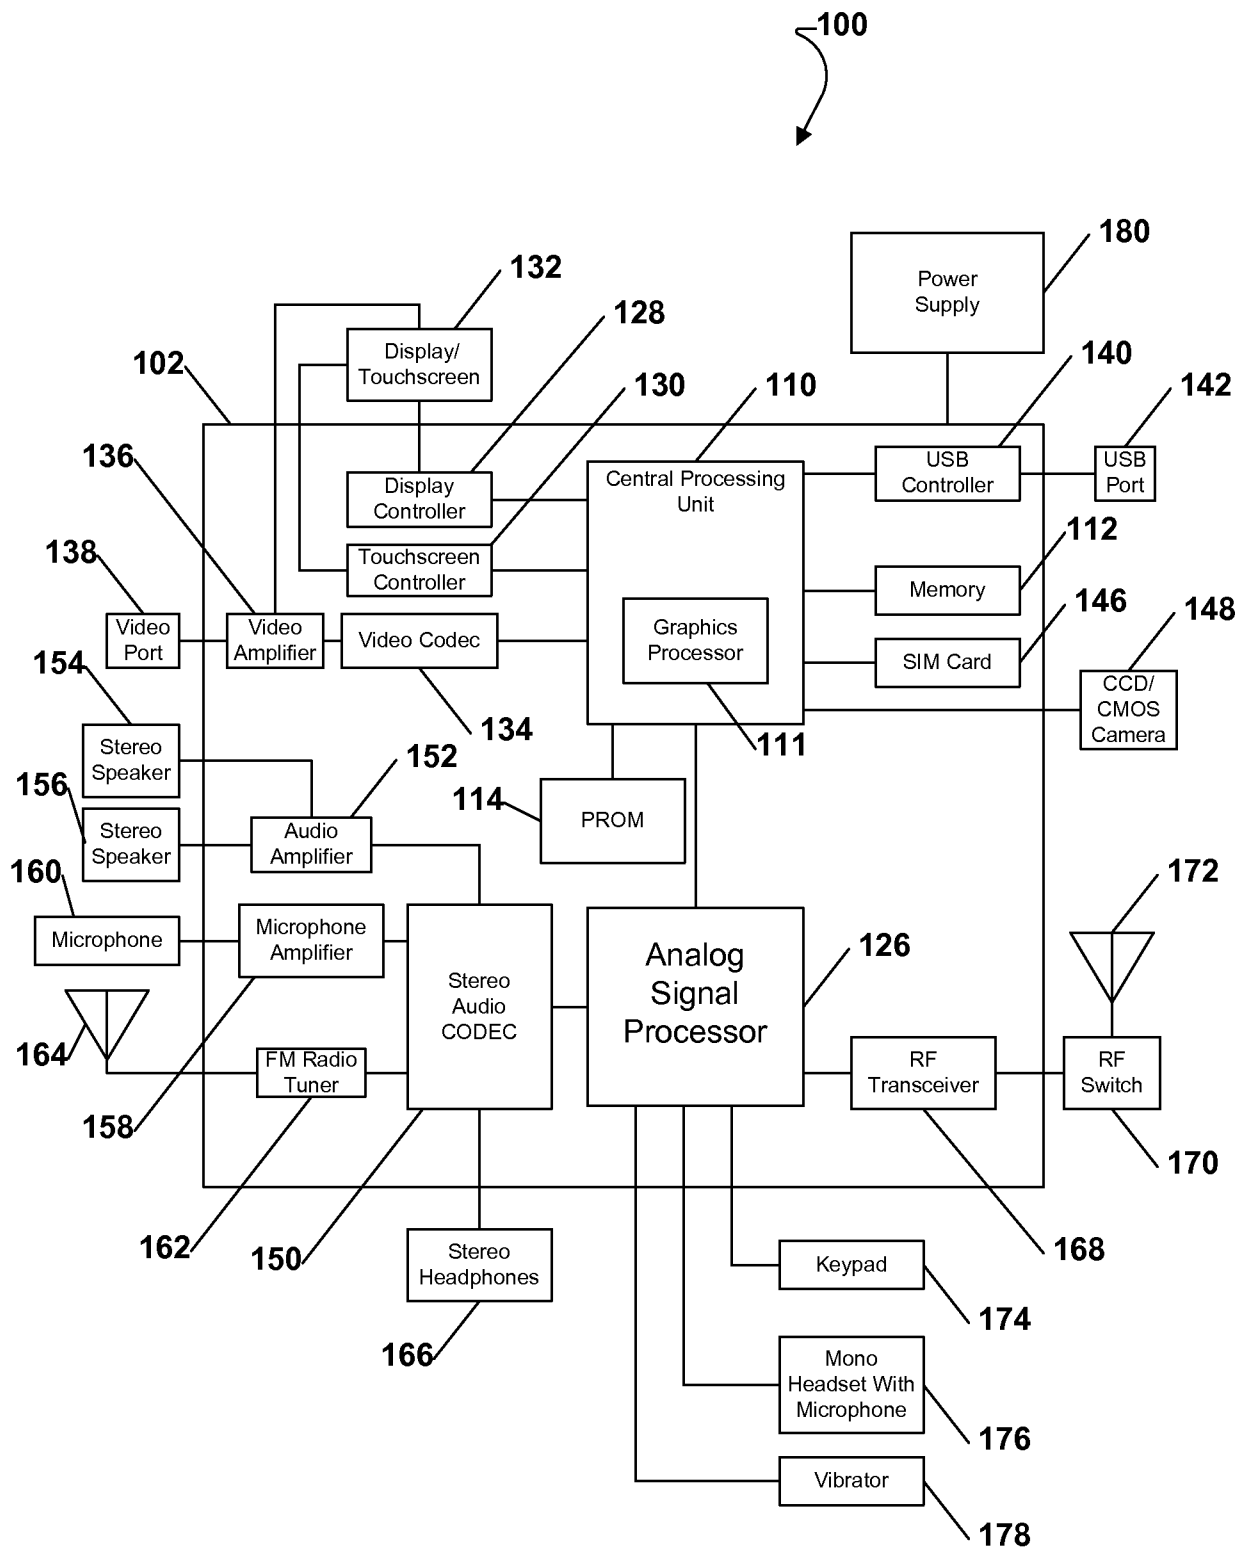 100
180
Power
Supply
132
128
Display/
Touchscreen
102
130
110
140
142
136
USB
Controller
USB
Port
Central Processing
Unit
Display
Controller
112
138
Touchscreen
Controller
Memory
146
148
Video
Port
Video
Amplifier
Video Codec
Graphics
Processor
SIM Card
154
CCD/
CMOS
Camera
134
111
Stereo
Speaker
152
156
114
PROM
Stereo
Speaker
Audio
Amplifier
160
172
Microphone
Microphone
Amplifier
126
Analog
Signal
Processor
Stereo
Audio
CODEC
164
FM Radio
Tuner
RF
Transceiver
RF
Switch
158
170
162
150
168
Stereo
Headphones
Keypad
174
166
Mono
Headset With
Microphone
176
Vibrator
178